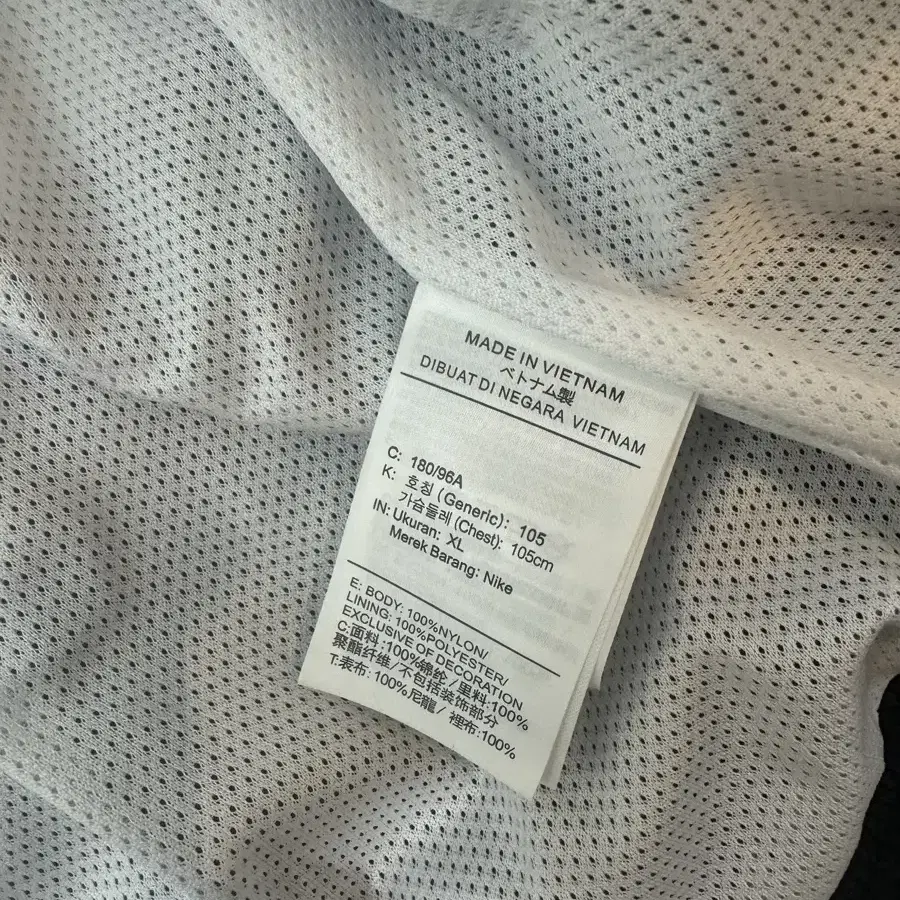 MADE IN VIETNAM
ベトナム製
DIBUAT DI NEGARA VIETNAM
C: 180/96A
K: 호칭 (Generic): 105
가슴둘레 (Chest): 105cm
IN: Ukuran: XL
Merek Barang: Nike
E: BODY: 100%NYLON/
LINING: 100%POLYESTER/
EXCLUSIVE OF DECORATION
C:面料:100%锦纶/里料:100%
聚酯纤维/不包括装饰部分
T:表布: 100%尼龍/ 裡布:100%